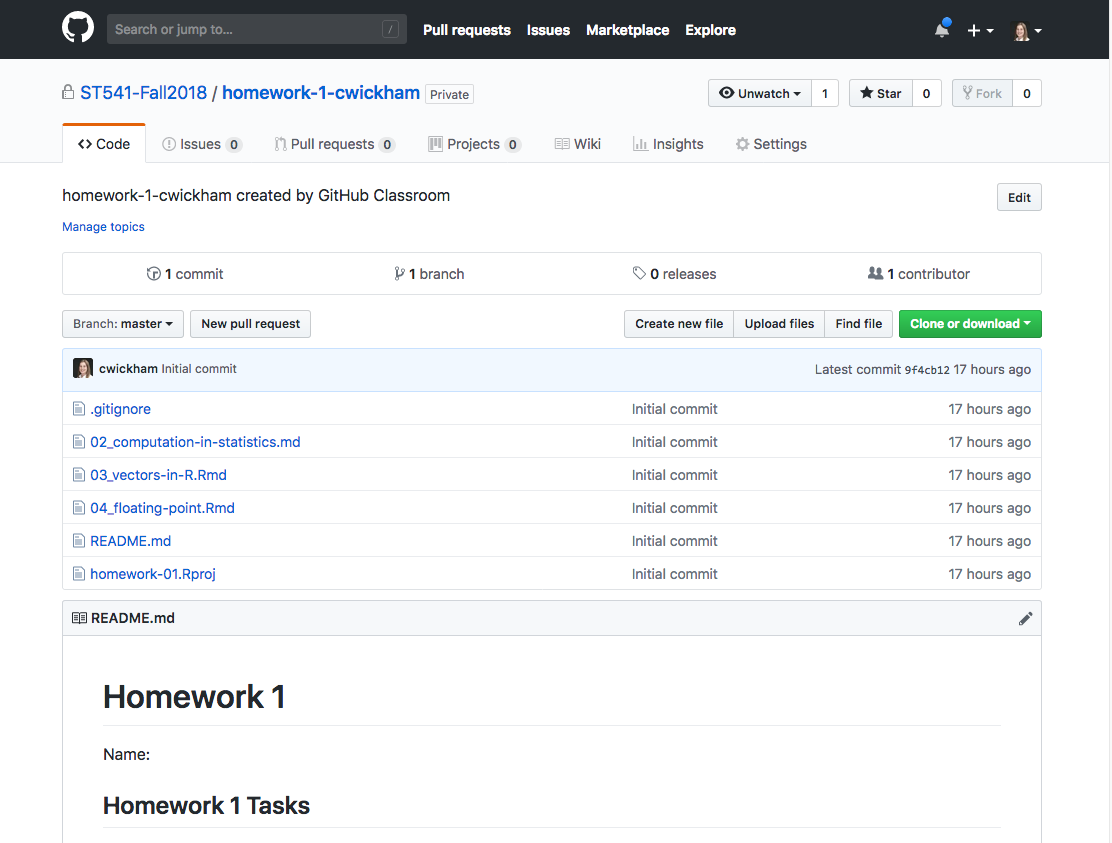 Search or jump to... / Pull requests Issues Marketplace Explore
ST541-Fall2018 / homework-1-cwickham Private Unwatch 1 Star 0 Fork 0
Code Issues 0 Pull requests 0 Projects 0 Wiki Insights Settings
homework-1-cwickham created by GitHub Classroom Edit
Manage topics
1 commit 1 branch 0 releases 1 contributor
Branch: master New pull request Create new file Upload files Find file Clone or download
cwickham Initial commit Latest commit 9f4cb12 17 hours ago
.gitignore Initial commit 17 hours ago
02_computation-in-statistics.md Initial commit 17 hours ago
03_vectors-in-R.Rmd Initial commit 17 hours ago
04_floating-point.Rmd Initial commit 17 hours ago
README.md Initial commit 17 hours ago
homework-01.Rproj Initial commit 17 hours ago
README.md
Homework 1
Name:
Homework 1 Tasks